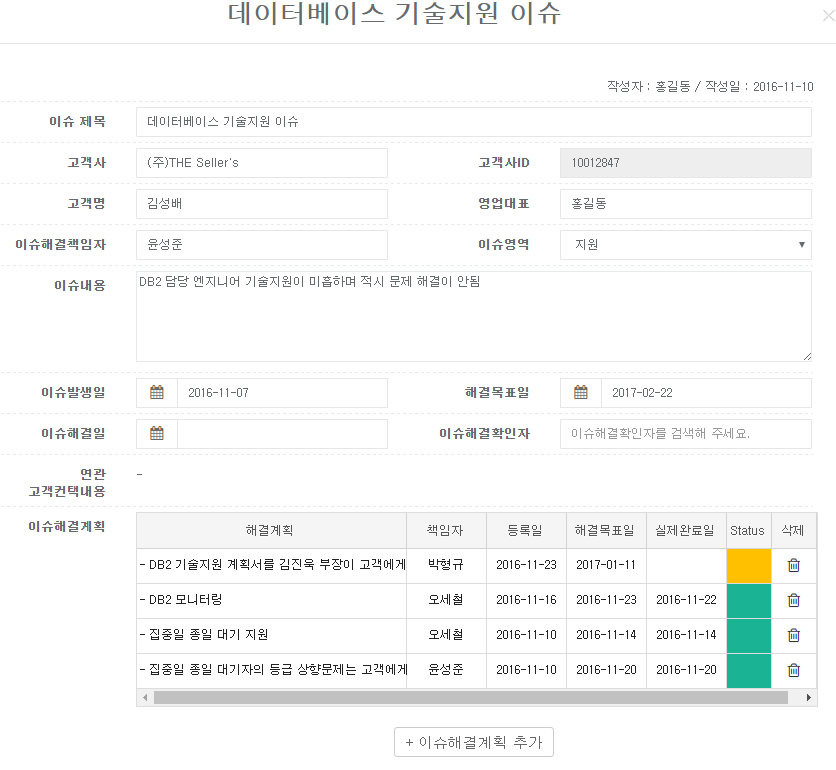 데이터베이스 기술지원 이슈
작성자 : 홍길동 / 작성일 : 2016-11-10
이슈 제목 데이터베이스 기술지원 이슈
고객사 (주)THE Seller's 고객사ID 10012847
고객명 김성배 영업대표 홍길동
이슈해결책임자 윤성준 이슈영역 지원
이슈내용 DB2 담당 엔지니어 기술지원이 미흡하며 적시 문제 해결이 안됨
이슈발생일 2016-11-07 해결목표일 2017-02-22
이슈해결일 이슈해결확인자 이슈해결확인자를 검색해 주세요.
연관 -
고객컨택내용
이슈해결계획 해결계획 책임자 등록일 해결목표일 실제완료일 Status 삭제
- DB2 기술지원 계획서를 김진욱 부장이 고객에게 박형규 2016-11-23 2017-01-11
- DB2 모니터링 오세철 2016-11-16 2016-11-23 2016-11-22
- 집중일 종일 대기 지원 오세철 2016-11-10 2016-11-14 2016-11-14
- 집중일 종일 대기자의 등급 상향문제는 고객에게 윤성준 2016-11-10 2016-11-20 2016-11-20
+ 이슈해결계획 추가